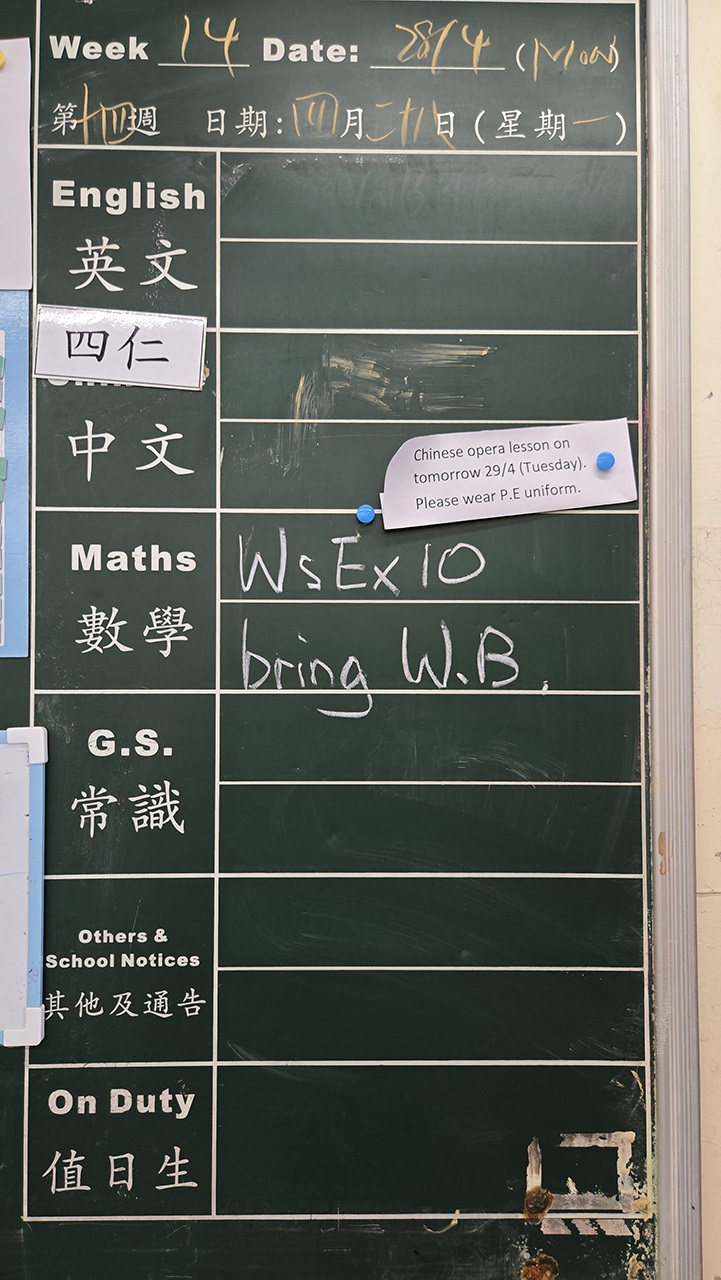 Week 14 Date: 28/4 (Mon)
第十四週 日期:四月二十八日(星期一)
English
英文
四仁
中文
Chinese opera lesson on
tomorrow 29/4 (Tuesday).
Please wear P.E uniform.
Maths
WsEx10
數學
bring W.B.
G.S.
常識
Others &
School Notices
其他及通告
On Duty
值日生